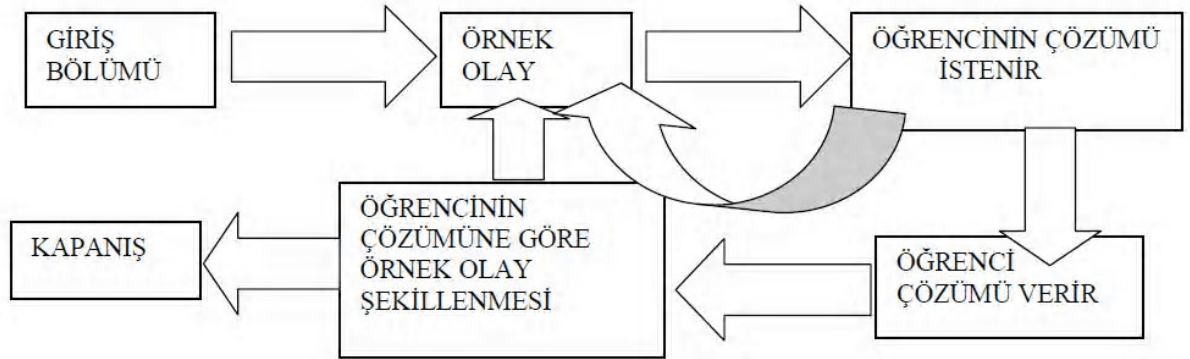 GİRİŞ
BÖLÜMÜ
ÖRNEK
OLAY
ÖĞRENCİNİN ÇÖZÜMÜ
İSTENİR
ÖĞRENCİ
ÇÖZÜMÜ VERİR
ÖĞRENCİNİN
ÇÖZÜMÜNE GÖRE
ÖRNEK OLAY
ŞEKİLLENMESİ
KAPANIŞ